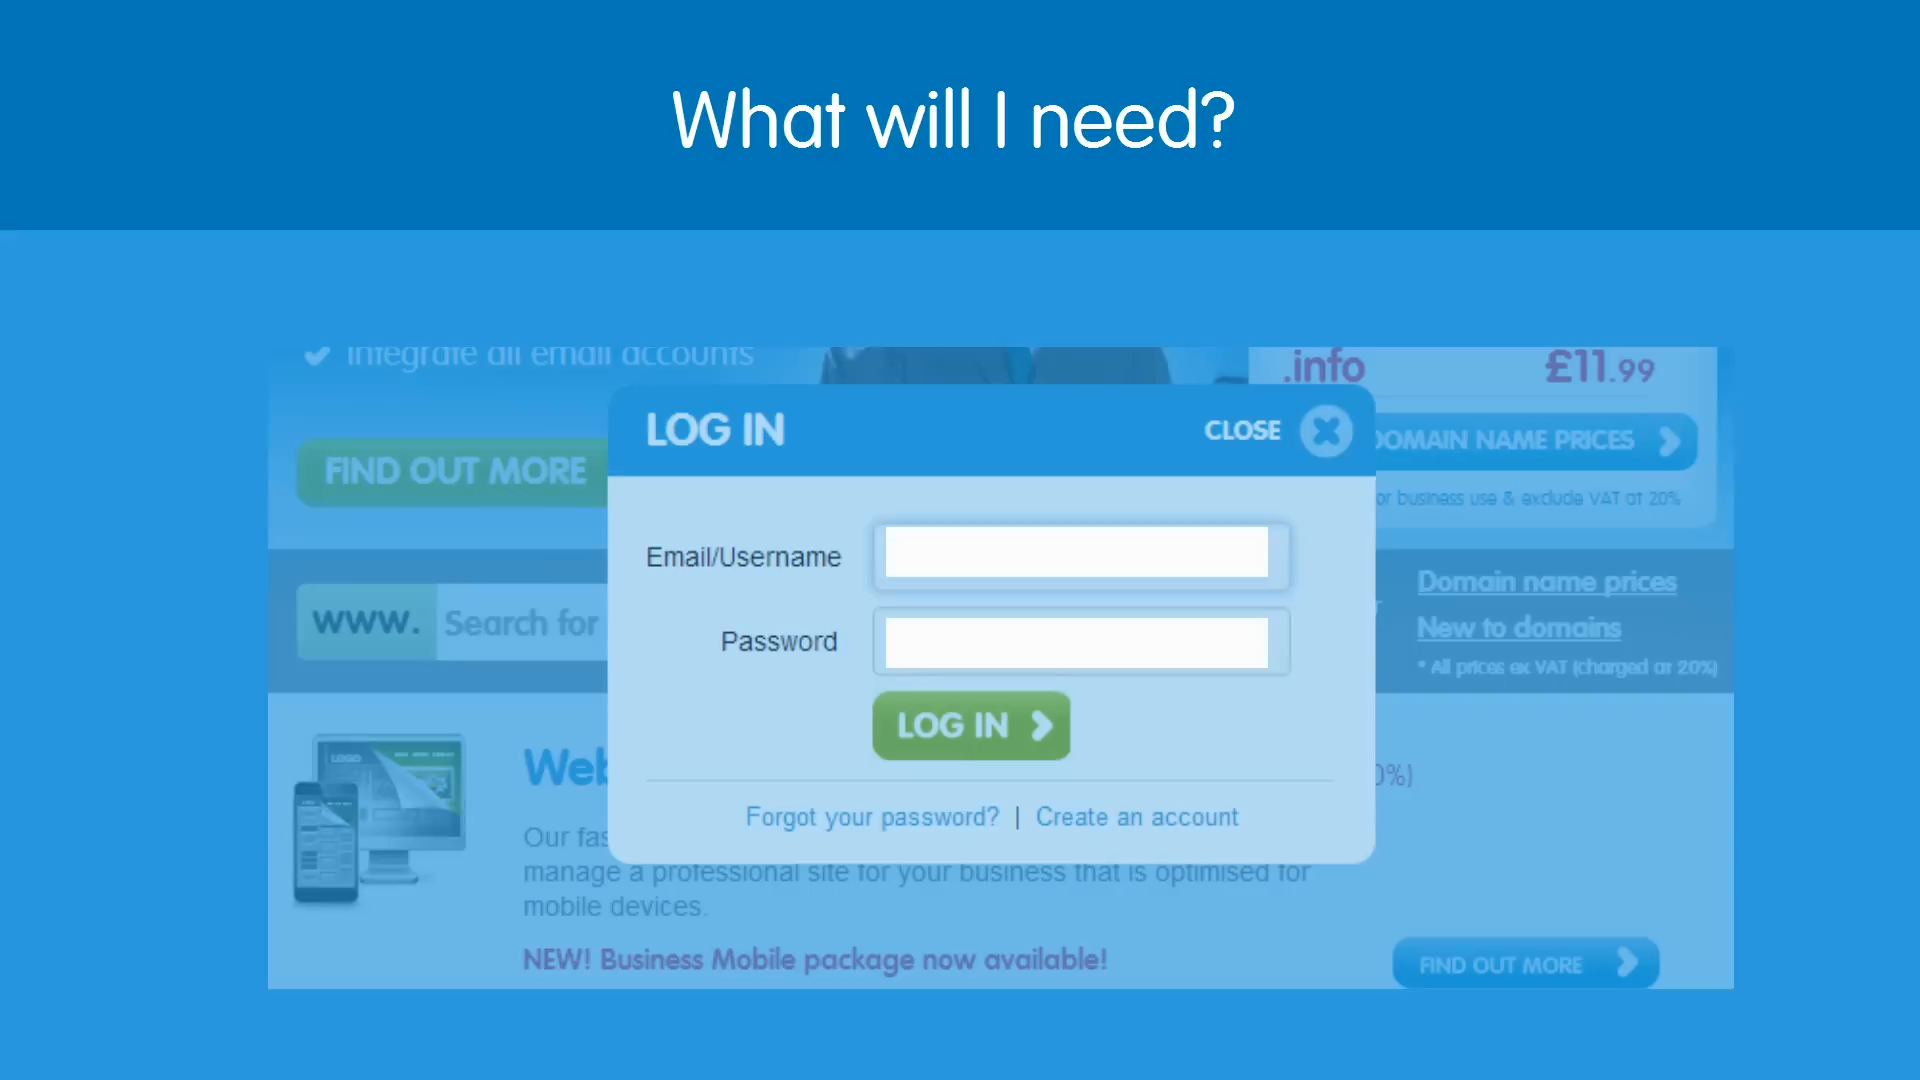 What will I need?
Integrate all email accounts
.info £11.99
LOG IN CLOSE
FIND OUT MORE
DOMAIN NAME PRICES
or business use & exclude VAT at 20%
Email/Username
Domain name prices
www. Search for
New to domains
Password
* All prices ex VAT (charged at 20%)
LOG IN
LOGO
Web
0%)
Forgot your password? | Create an account
Our fas
manage a professional site for your business that is optimised for
mobile devices.
NEW! Business Mobile package now available!
FIND OUT MORE